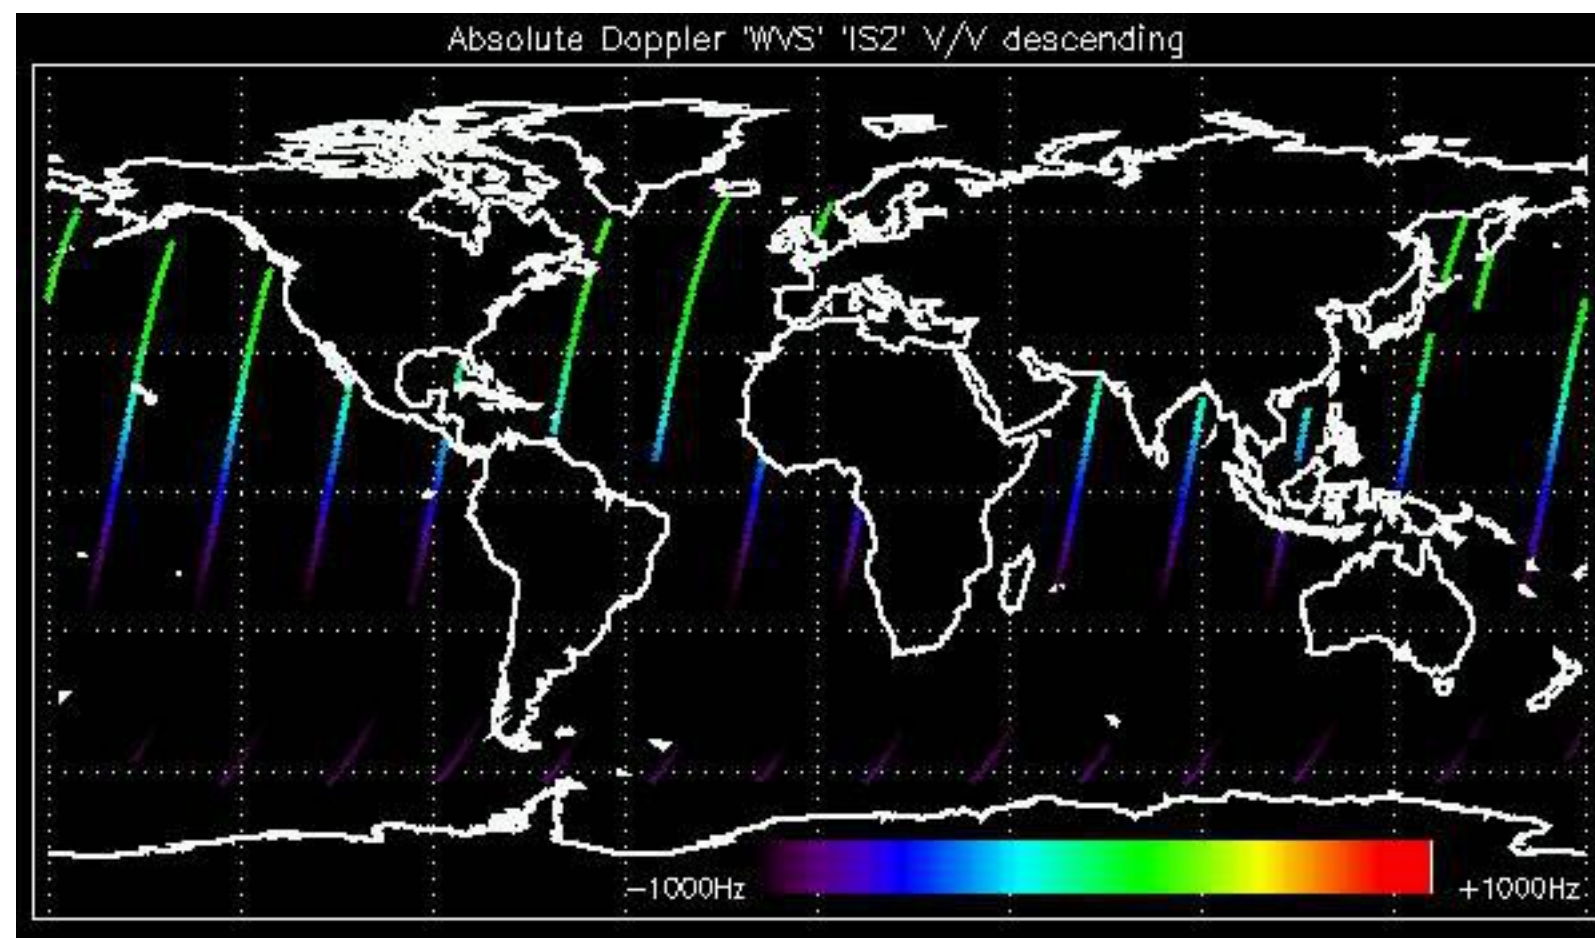 Absolute Doppler 'WVS' 'IS2' V/V descending
-1000Hz
+1000Hz